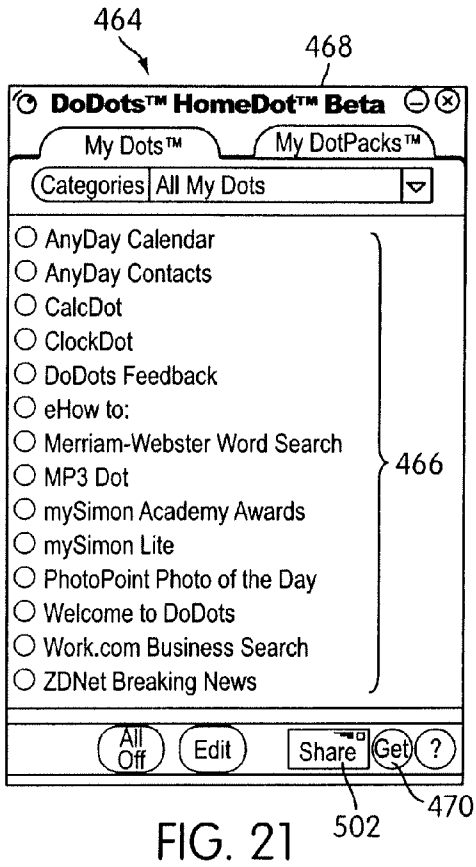 464
468
DoDots™ HomeDot™ Beta
My Dots™ My DotPacks™
Categories All My Dots
AnyDay Calendar
AnyDay Contacts
CalcDot
ClockDot
DoDots Feedback
eHow to:
Merriam-Webster Word Search
MP3 Dot
466
mySimon Academy Awards
mySimon Lite
PhotoPoint Photo of the Day
Welcome to DoDots
Work.com Business Search
ZDNet Breaking News
All
Off
Edit Share Get ?
502 470
FIG. 21